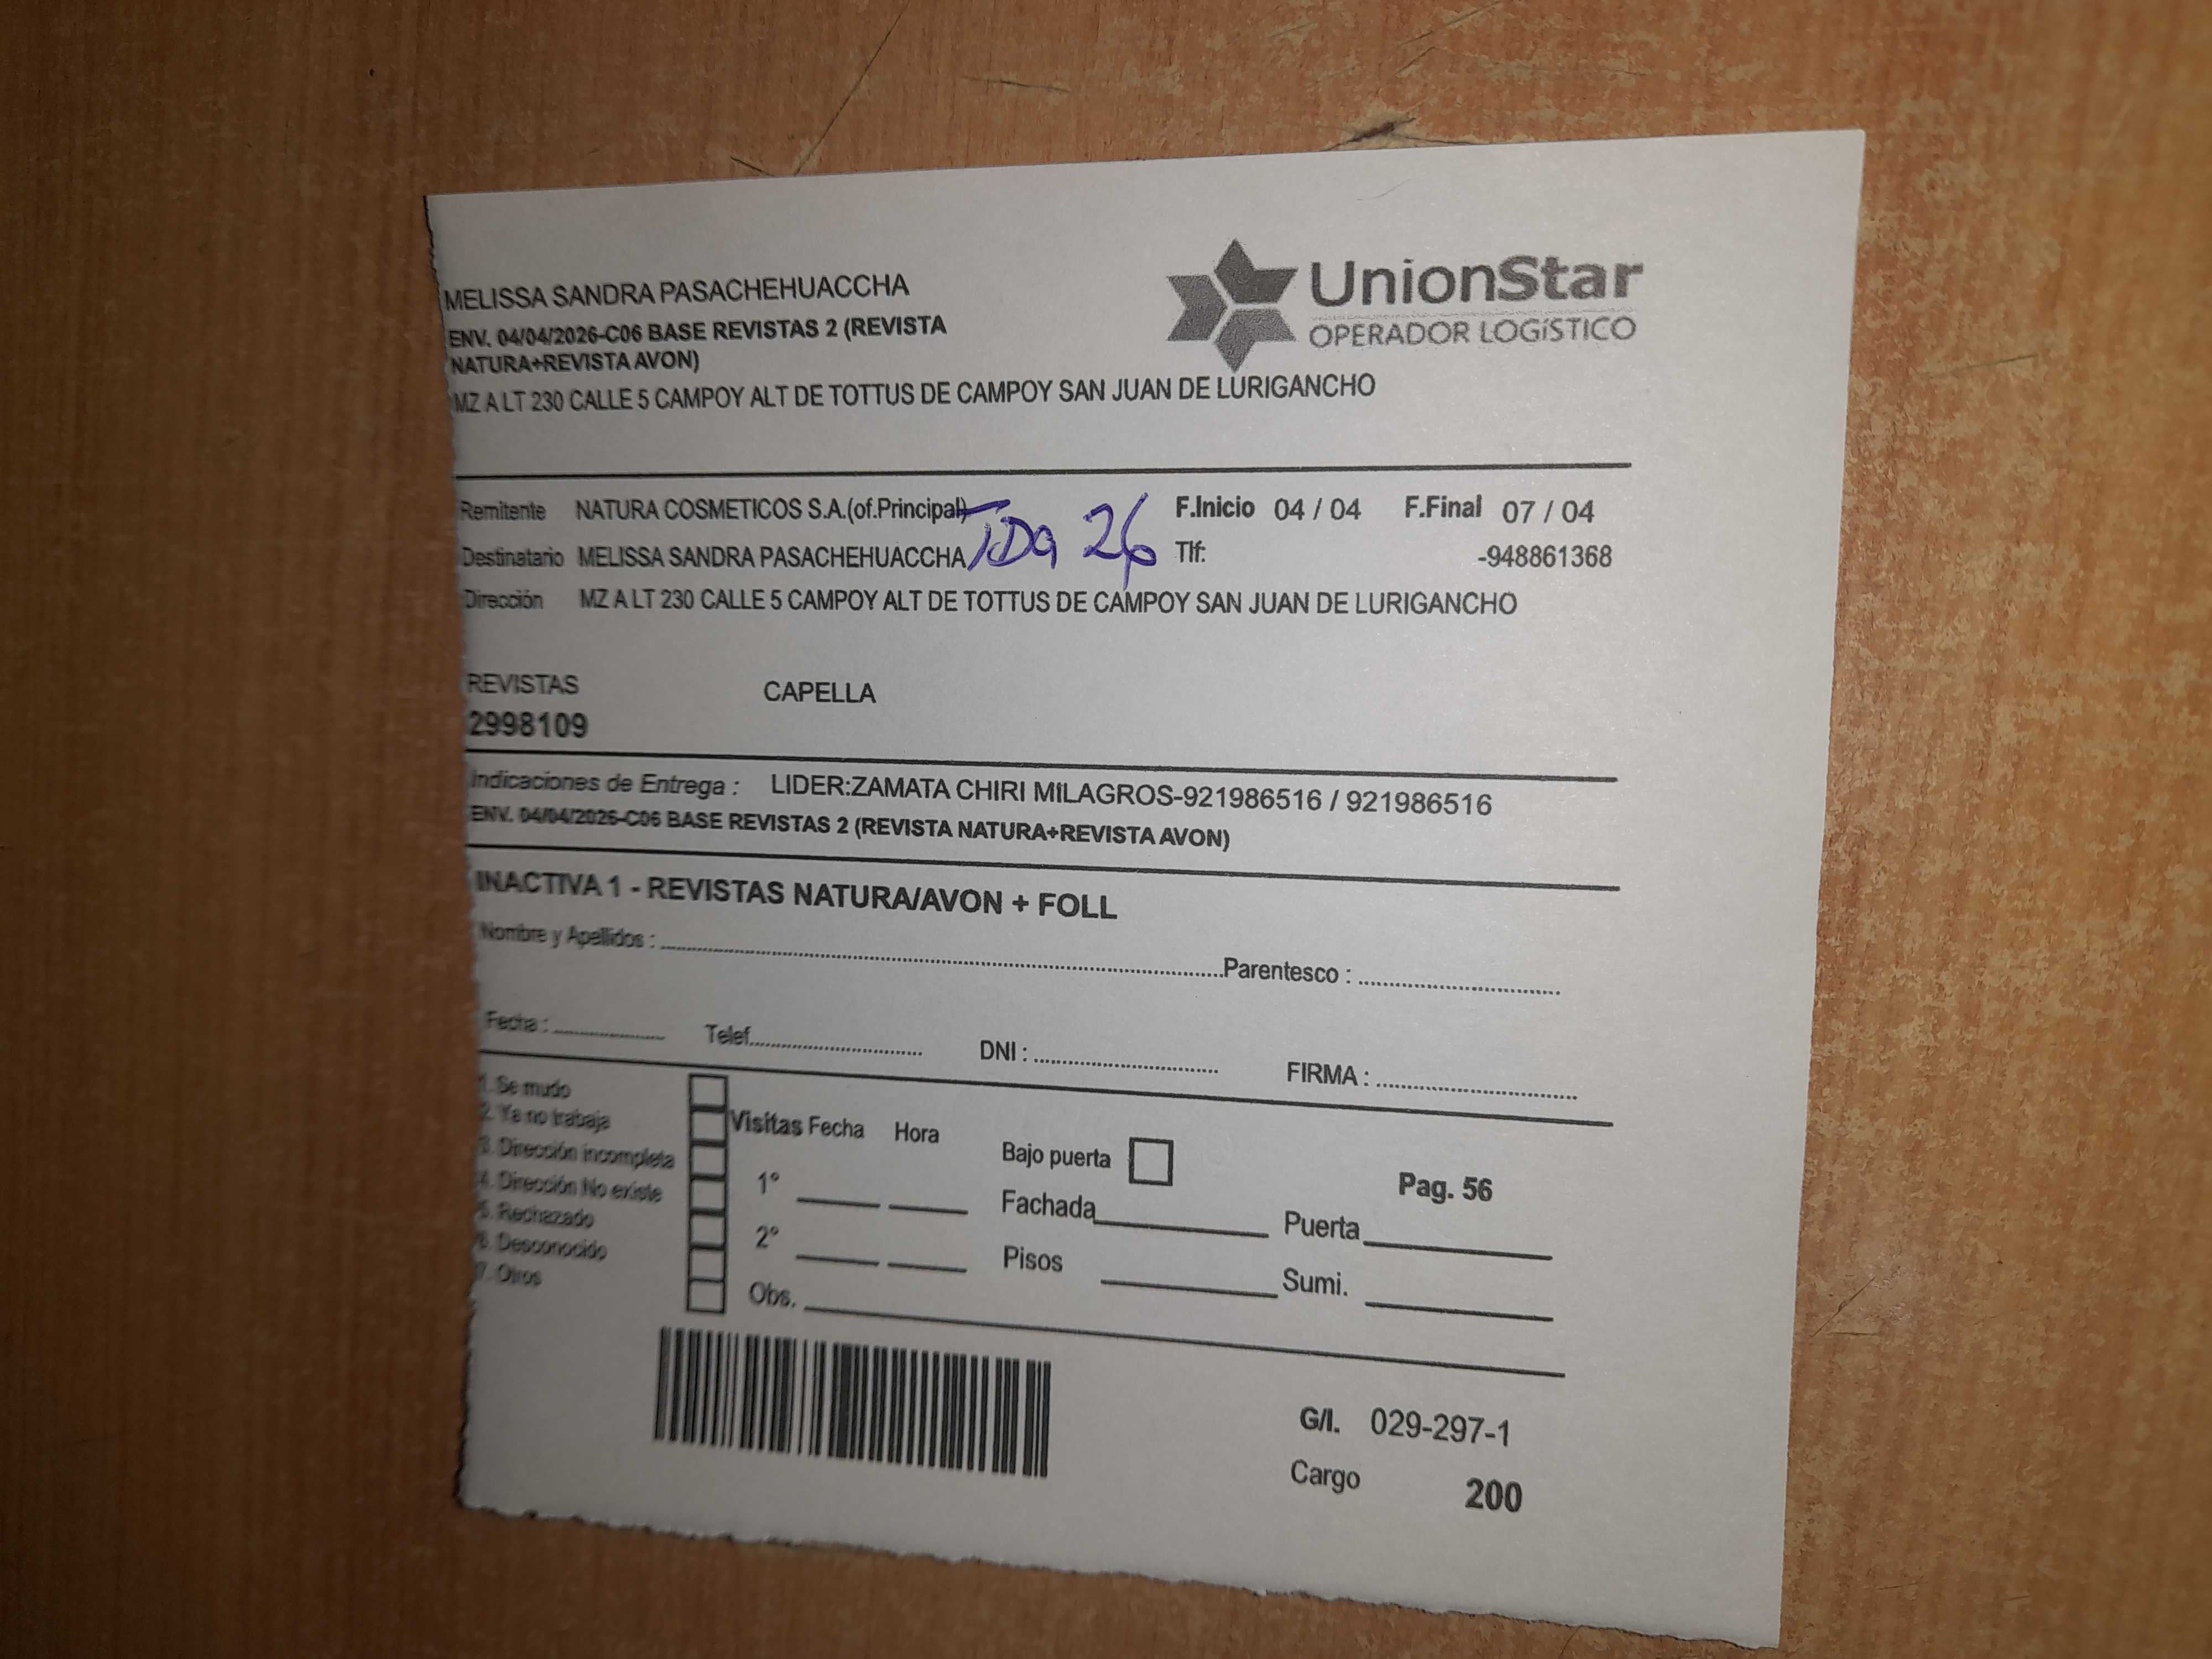 MELISSA SANDRA PASACHEHUACCHA
UnionStar
OPERADOR LOGíSTICO
ENV. 04/04/2026-C06 BASE REVISTAS 2 (REVISTA
NATURA+REVISTA AVON)
MZ A LT 230 CALLE 5 CAMPOY ALT DE TOTTUS DE CAMPOY SAN JUAN DE LURIGANCHO
Remitente NATURA COSMETICOS S.A.(of.Principal) F.Inicio 04 / 04 F.Final 07 / 04
TDa 26
Destinatario MELISSA SANDRA PASACHEHUACCHA Tlf: -948861368
Dirección MZ A LT 230 CALLE 5 CAMPOY ALT DE TOTTUS DE CAMPOY SAN JUAN DE LURIGANCHO
REVISTAS CAPELLA
2998109
Indicaciones de Entrega : LIDER:ZAMATA CHIRI MILAGROS-921986516 / 921986516
ENV. 04/04/2026-C06 BASE REVISTAS 2 (REVISTA NATURA+REVISTA AVON)
INACTIVA 1 - REVISTAS NATURA/AVON + FOLL
Nombre y Apellidos : Parentesco :
Fecha : Telef. DNI : FIRMA :
1. Se mudo
2. Ya no trabaja
3. Dirección incompleta
4. Dirección No existe
5. Rechazado
6. Desconocido
7. Otros
Visitas Fecha Hora
1°
2°
Obs.
Bajo puerta Pag. 56
Fachada Puerta
Pisos Sumi.
G/I. 029-297-1
Cargo 200